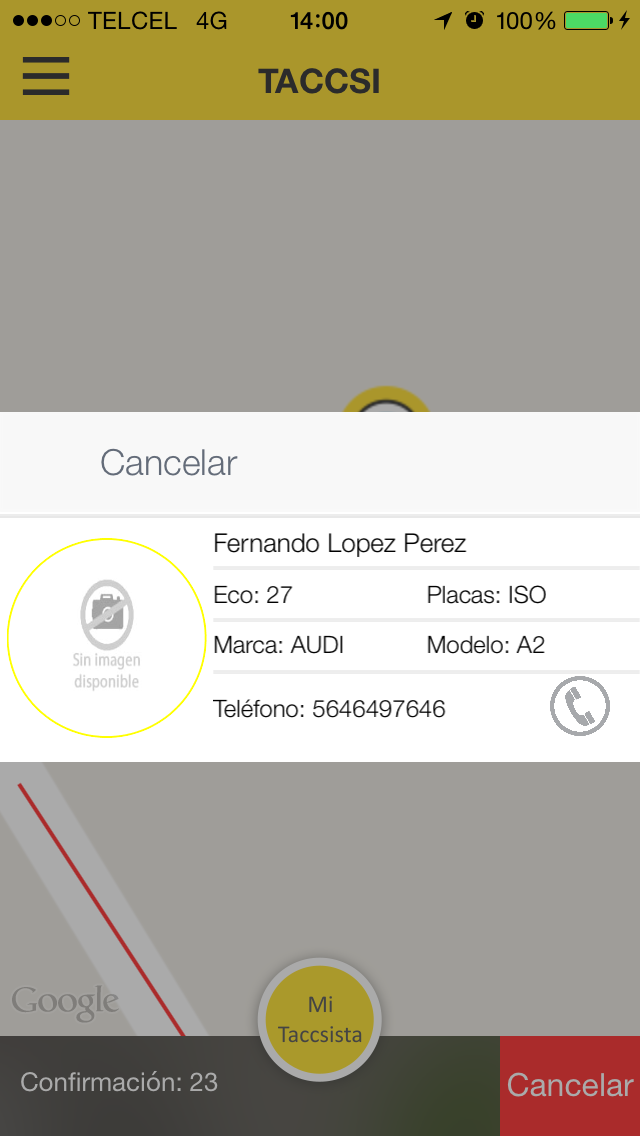 TELCEL 4G 14:00 100%
TACCSI
Cancelar
Fernando Lopez Perez
Eco: 27 Placas: ISO
Marca: AUDI Modelo: A2
Sin imagen
disponible
Teléfono: 5646497646
Google
Mi
Taccsista
Confirmación: 23
Cancelar